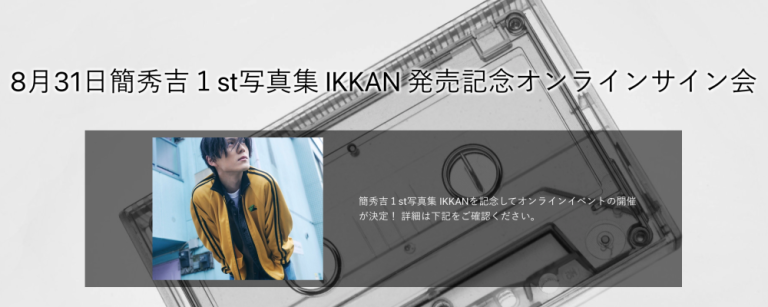 8月31日簡秀吉１st写真集 IKKAN 発売記念オンラインサイン会
簡秀吉１st写真集 IKKANを記念してオンラインイベントの開催
が決定！ 詳細は下記をご確認ください。